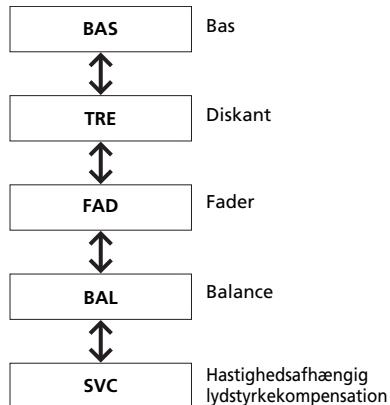 BAS Bas
TRE Diskant
FAD Fader
BAL Balance
SVC Hastighedsafhængig
lydstyrkekompensation